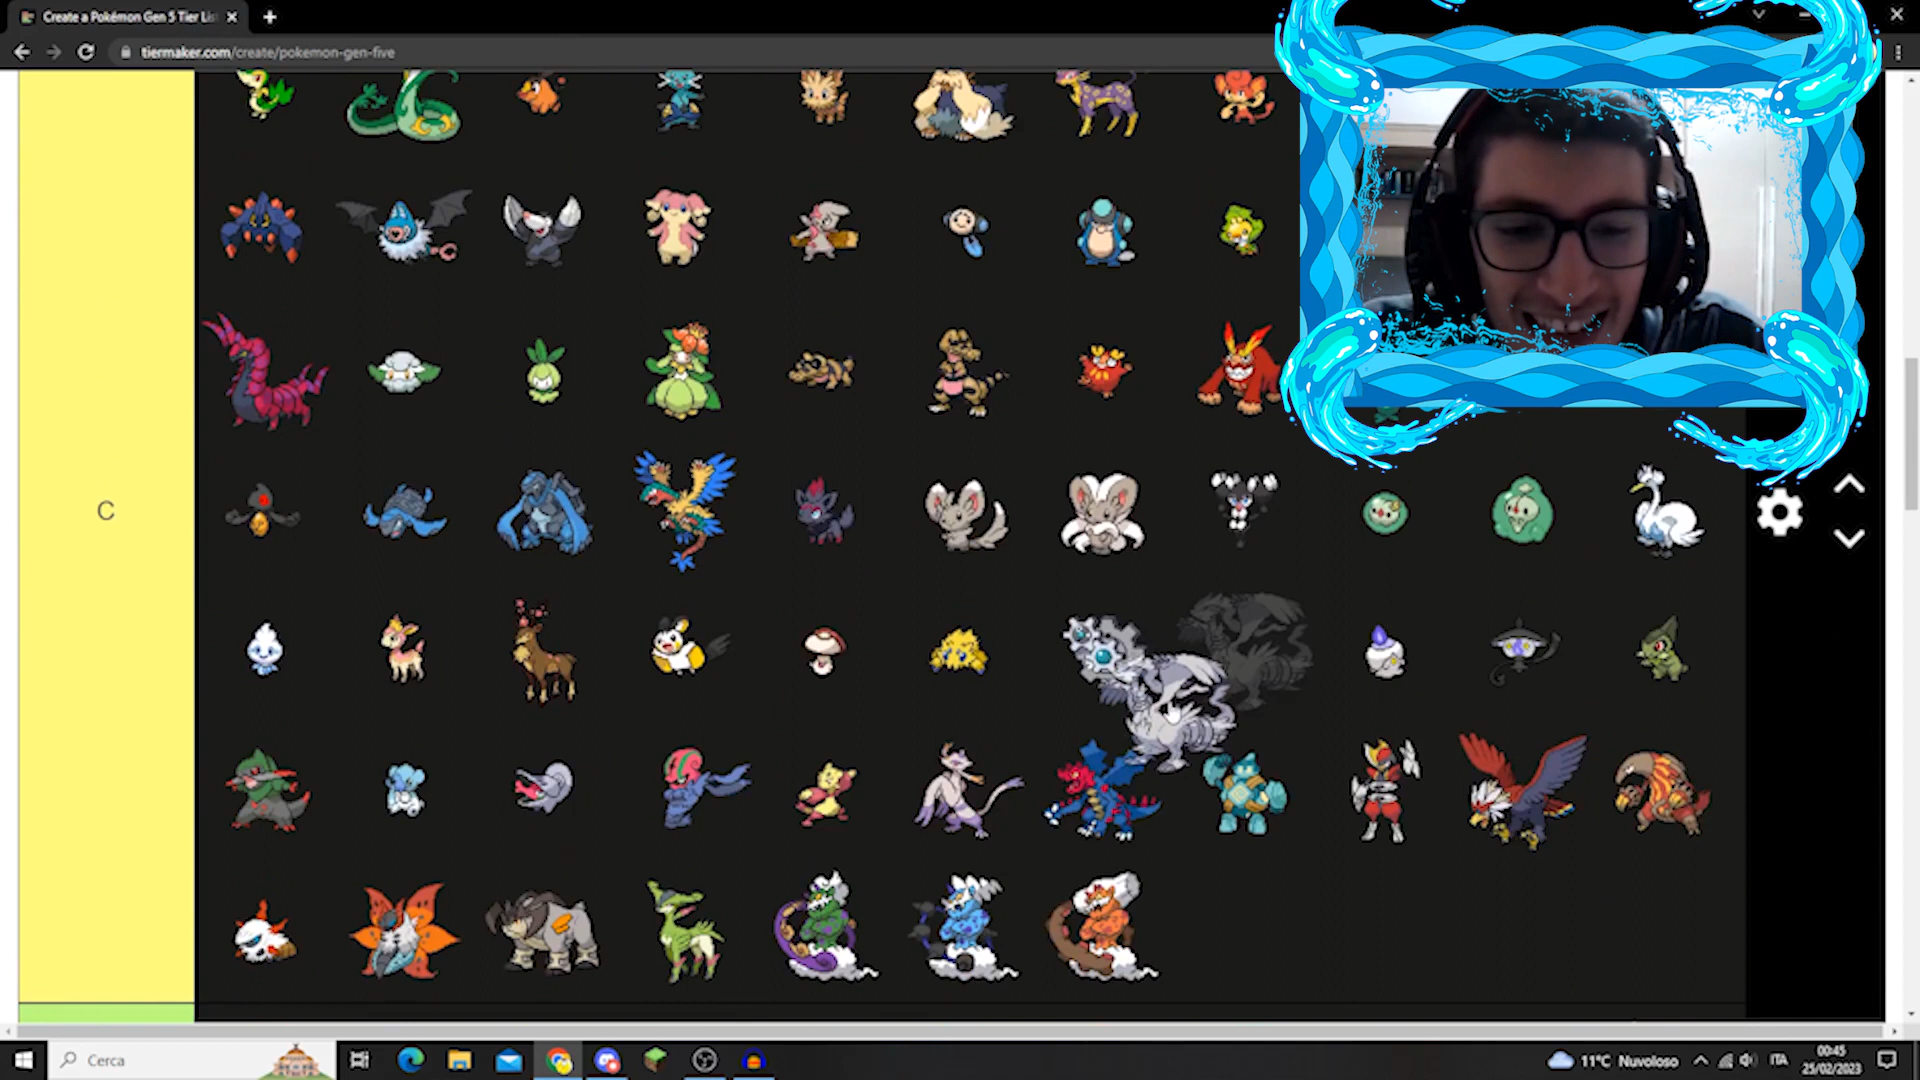 Create a Pokémon Gen 5 Tier Lis
tiermaker.com/create/pokemon-gen-five
C
Cerca
11°C Nuvoloso
ITA
00:45
25/02/2023